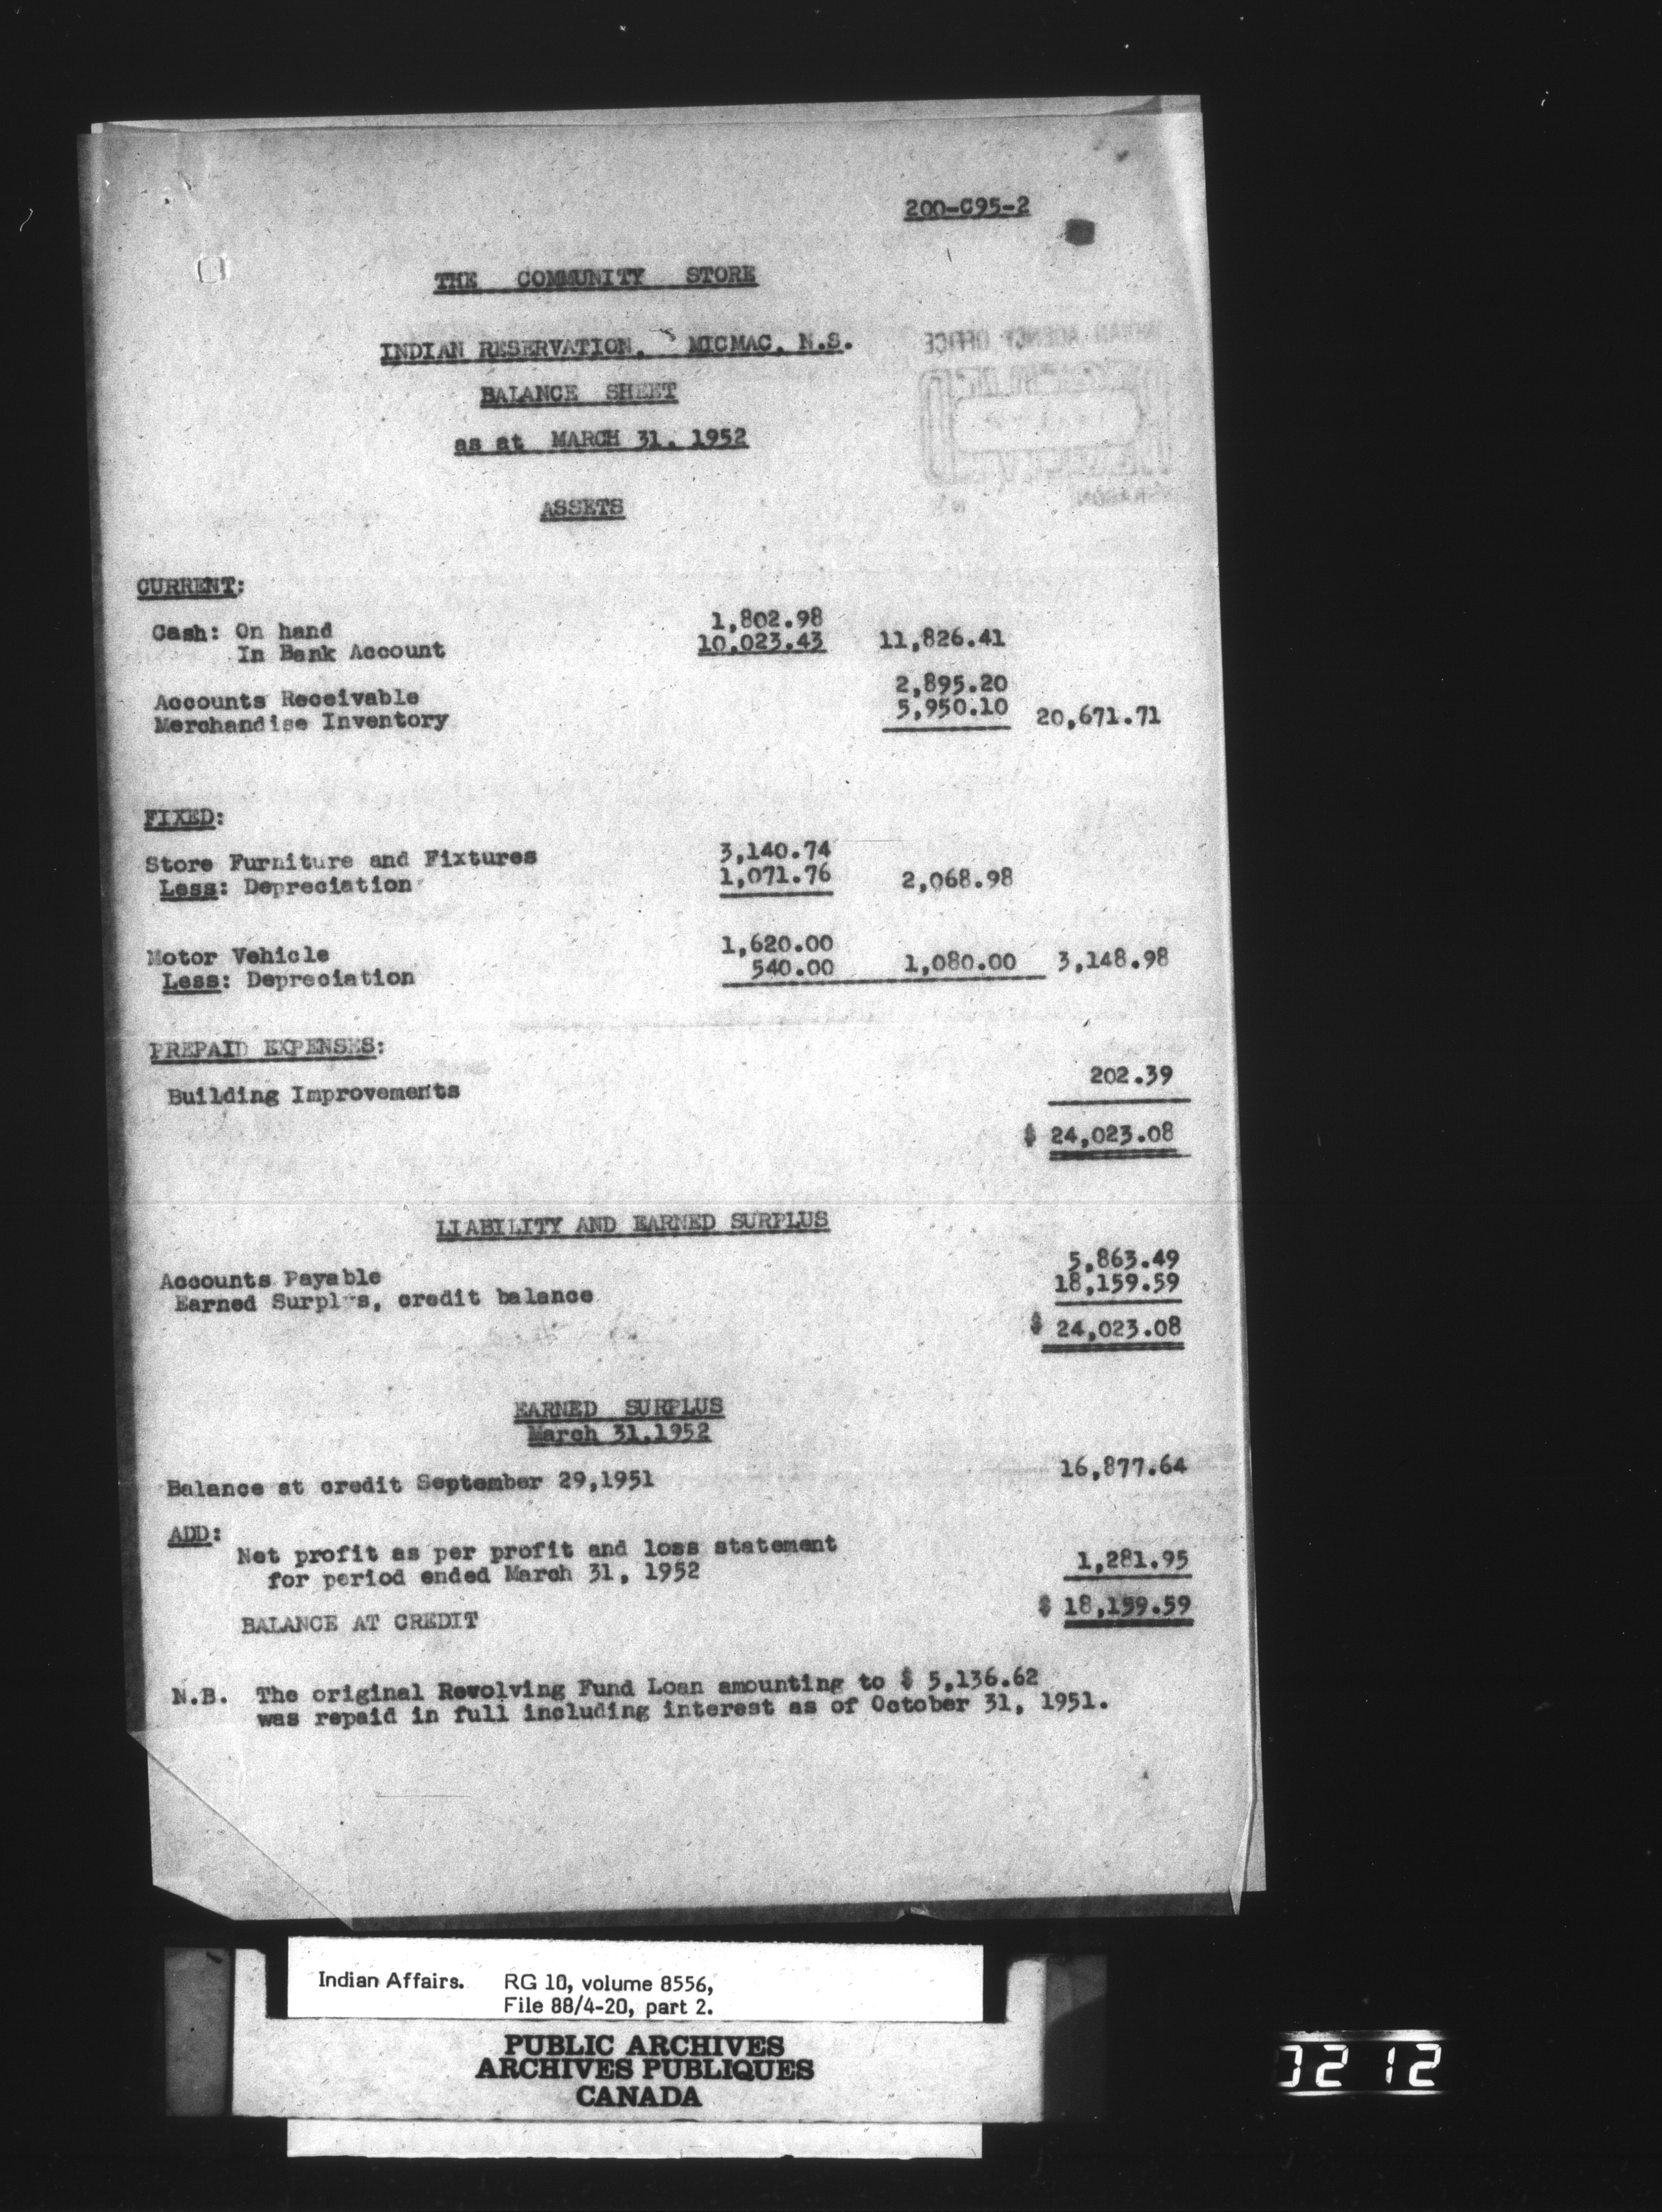 200-C95-2
THE COMMUNITY STORE
INDIAN RESERVATION, MICMAC, N.S.
BALANCE SHEET
as at MARCH 31, 1952
INDIAN AGENCY OFFICE
ASSETS
CURRENT:
Cash: On hand 1,802.98
In Bank Account 10,023.43 11,826.41
Accounts Receivable 2,895.20
Merchandise Inventory 5,950.10 20,671.71
FIXED:
Store Furniture and Fixtures 3,140.74
Less: Depreciation 1,071.76 2,068.98
Motor Vehicle 1,620.00
Less: Depreciation 540.00 1,080.00 3,148.98
PREPAID EXPENSES:
Building Improvements 202.39
$ 24,023.08
LIABILITY AND EARNED SURPLUS
Accounts Payable 5,863.49
Earned Surplus, credit balance 18,159.59
$ 24,023.08
EARNED SURPLUS
March 31,1952
Balance at credit September 29,1951 16,877.64
ADD:
Net profit as per profit and loss statement
for period ended March 31, 1952 1,281.95
BALANCE AT CREDIT $ 18,159.59
N.B. The original Revolving Fund Loan amounting to $ 5,136.62
was repaid in full including interest as of October 31, 1951.
Indian Affairs. RG 10, volume 8556,
File 88/4-20, part 2.
PUBLIC ARCHIVES
ARCHIVES PUBLIQUES
CANADA
0212